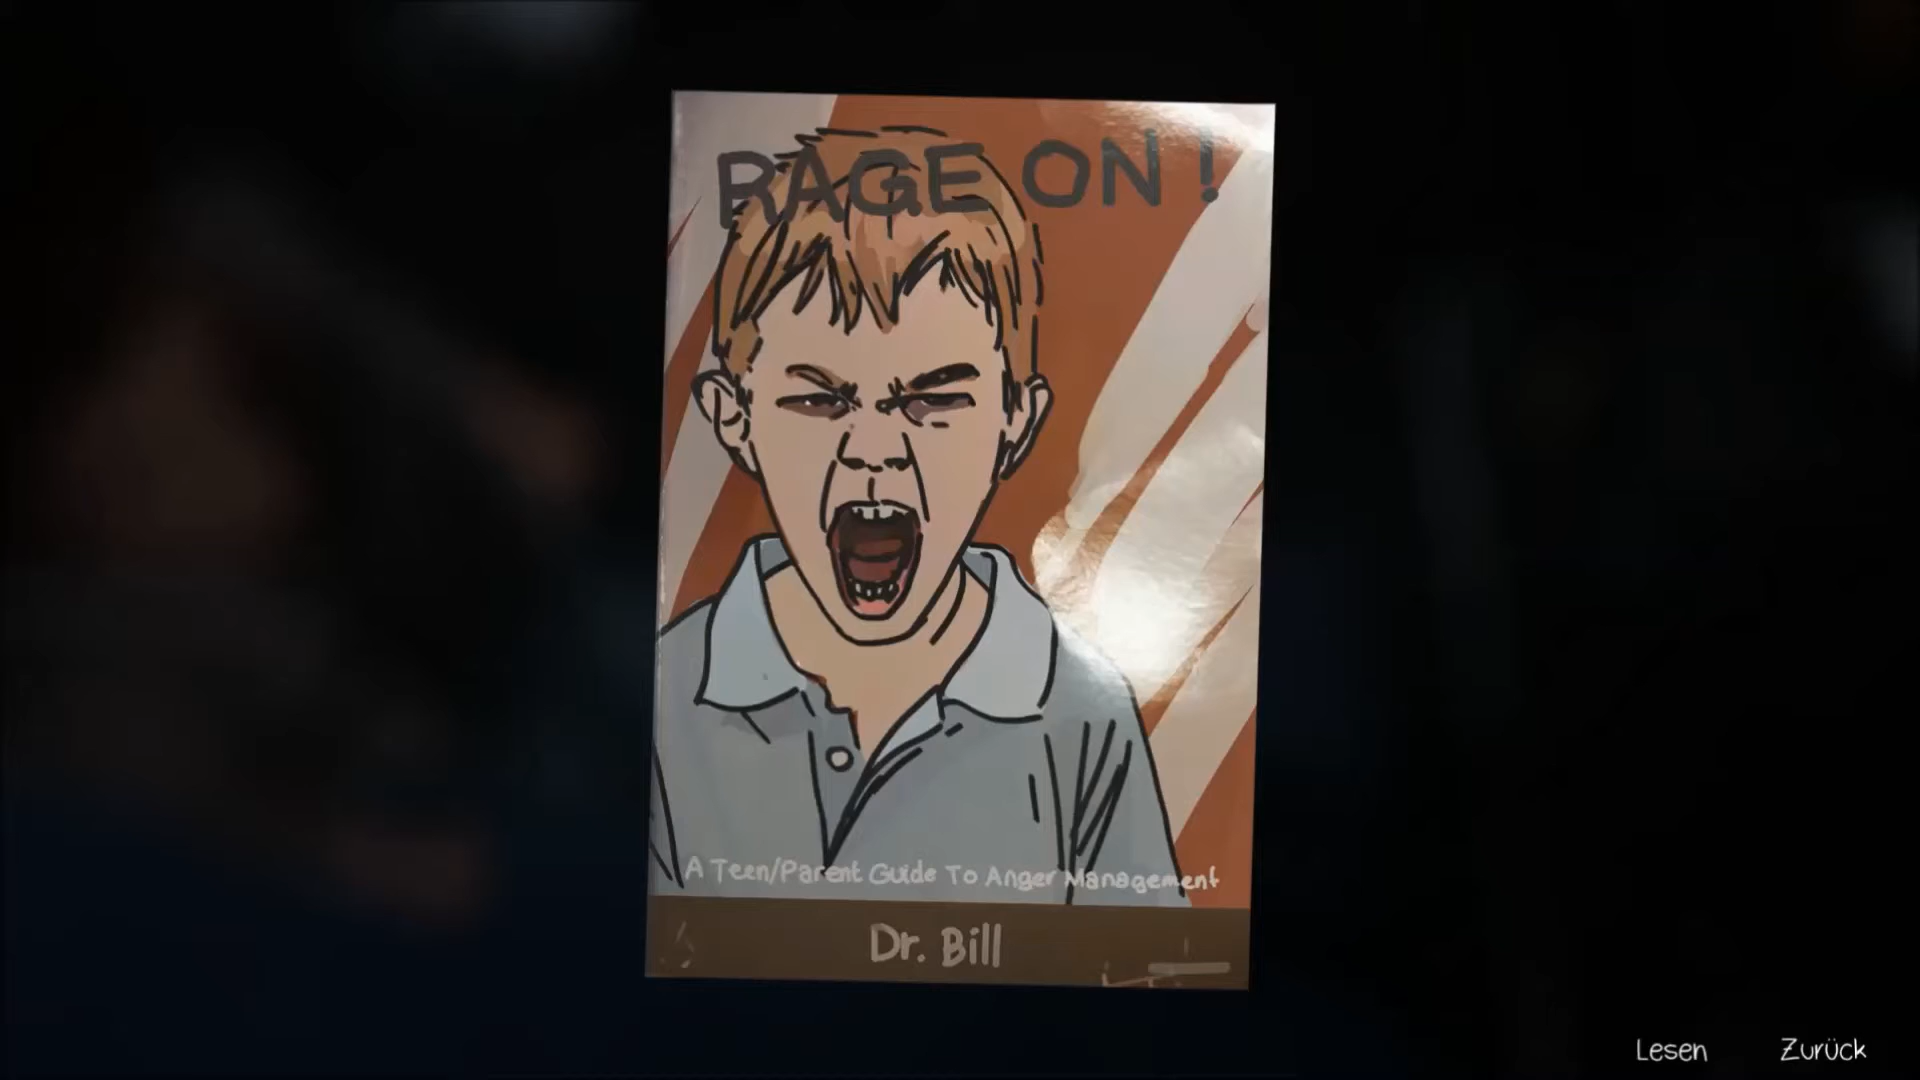 RAGE ON!
A Teen/Parent Guide To Anger Management
Dr. Bill
Lesen
Zurück